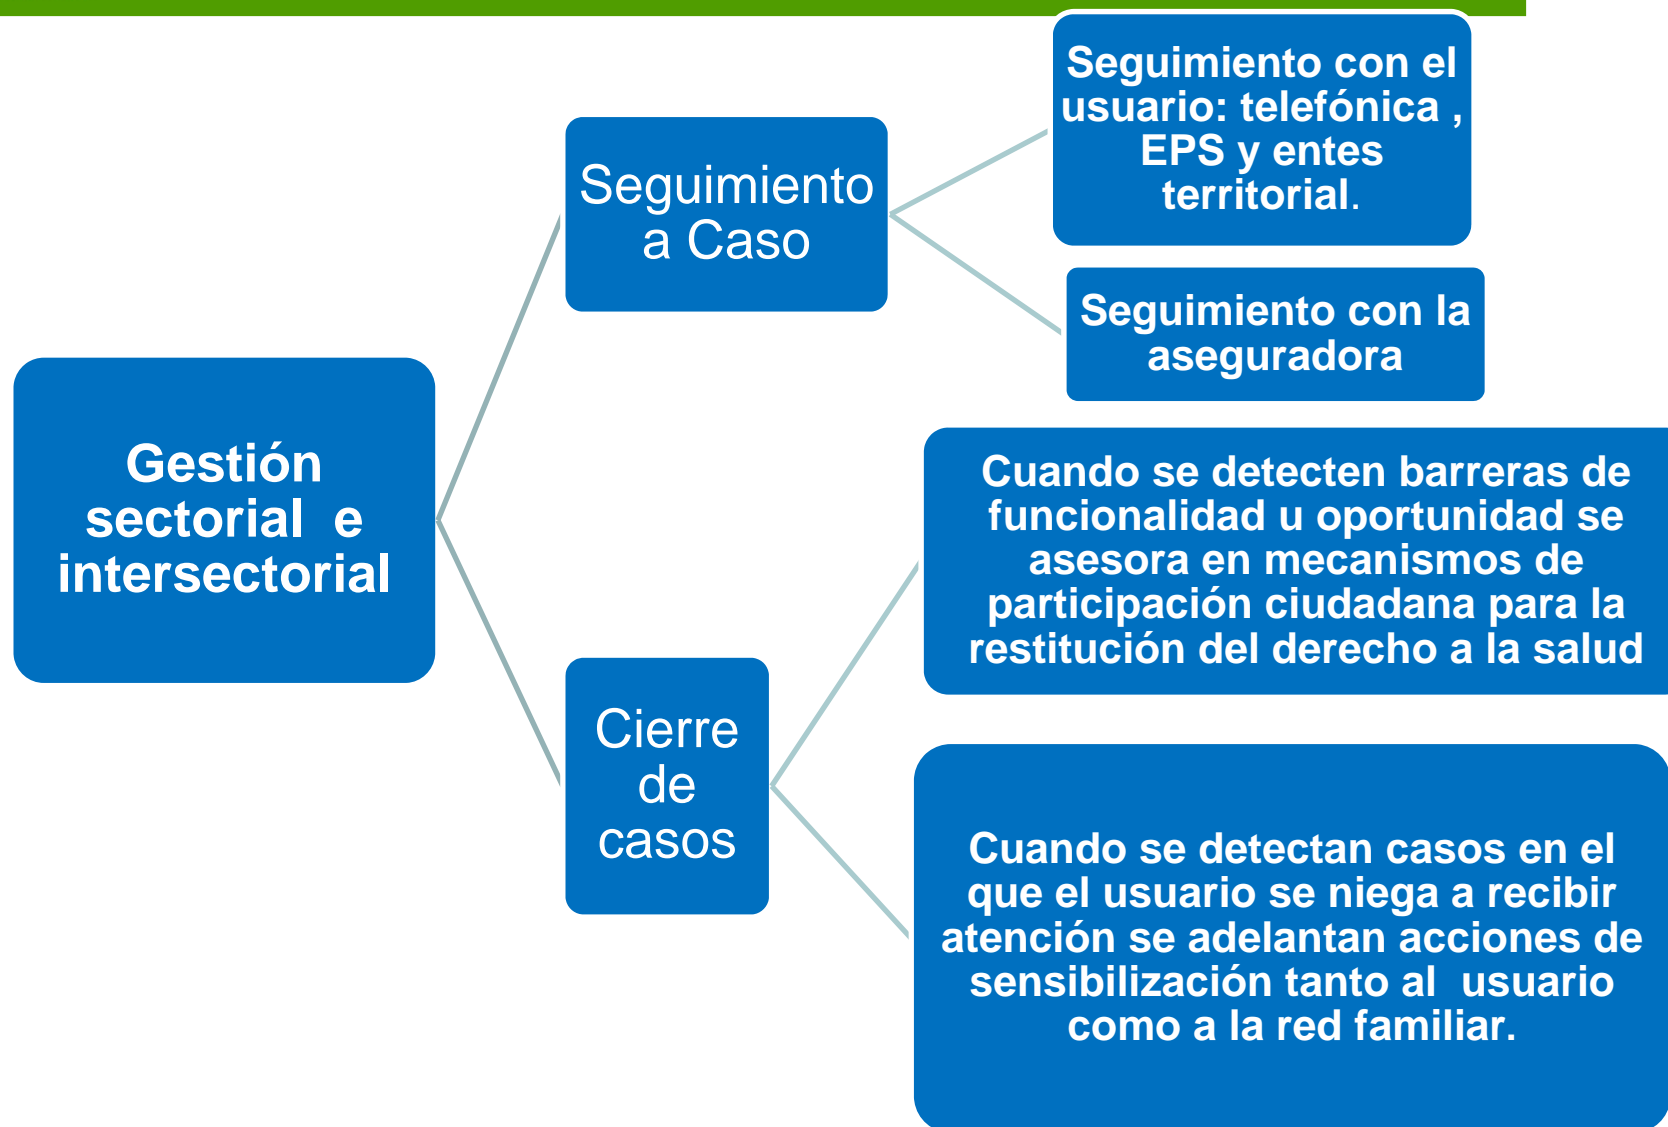 Gestión
sectorial  e
intersectorial
Seguimiento
a Caso
Seguimiento con el
usuario: telefónica ,
EPS y entes
territorial.
Seguimiento con la
aseguradora
Cierre
de
casos
Cuando se detecten barreras de
funcionalidad u oportunidad se
asesora en mecanismos de
participación ciudadana para la
restitución del derecho a la salud
Cuando se detectan casos en el
que el usuario se niega a recibir
atención se adelantan acciones de
sensibilización tanto al  usuario
como a la red familiar.